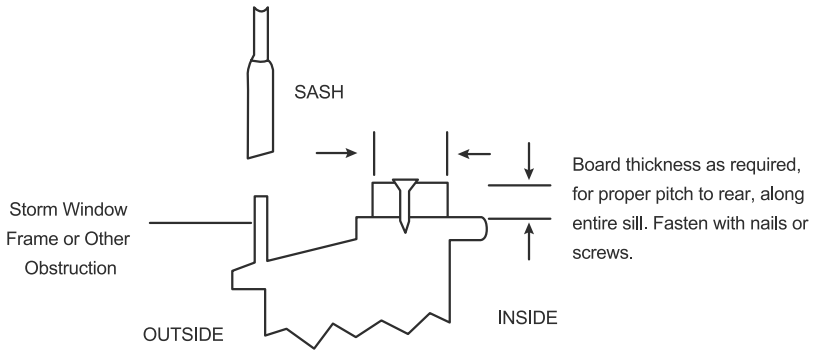 SASH
Board thickness as required,
for proper pitch to rear, along
entire sill. Fasten with nails or
screws.
Storm Window
Frame or Other
Obstruction
INSIDE
OUTSIDE